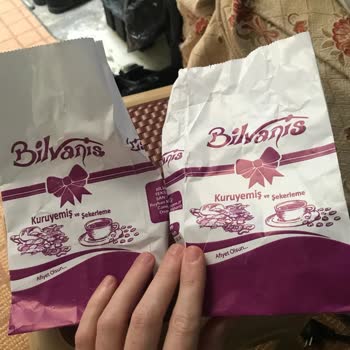 Bilvanis
Kuruyemiş ve Şekerleme
Afiyet Olsun...
Bilvanis
Kuruyemiş ve Şekerleme
Afiyet Olsun...